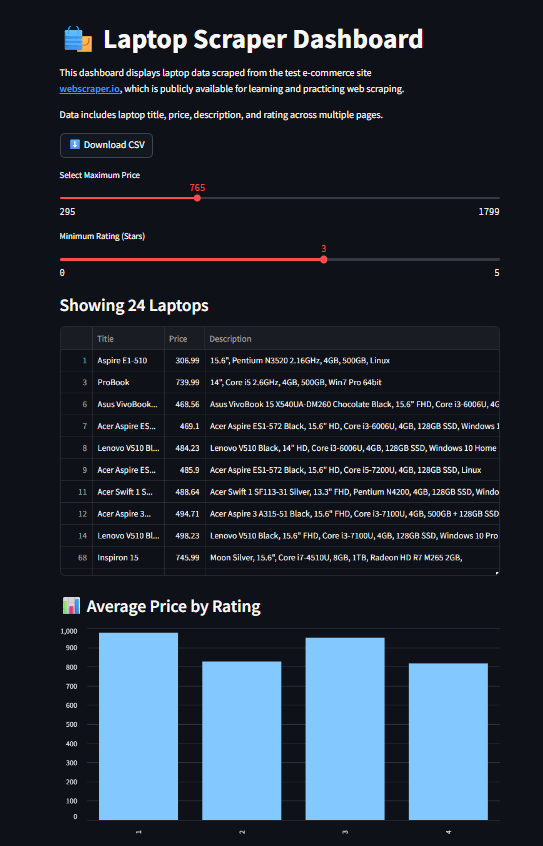 Laptop Scraper Dashboard
This dashboard displays laptop data scraped from the test e-commerce site
webscraper.io, which is publicly available for learning and practicing web scraping.
Data includes laptop title, price, description, and rating across multiple pages.
Download CSV
Select Maximum Price
765
295 1799
Minimum Rating (Stars)
3
0 5
Showing 24 Laptops
Title Price Description
1 Aspire E1-510 306.99 15.6", Pentium N3520 2.16GHz, 4GB, 500GB, Linux
3 ProBook 739.99 14", Core i5 2.6GHz, 4GB, 500GB, Win7 Pro 64bit
6 Asus VivoBook... 468.56 Asus VivoBook 15 X540UA-DM260 Chocolate Black, 15.6" FHD, Core i3-6006U, 4G
7 Acer Aspire ES... 469.1 Acer Aspire ES1-572 Black, 15.6" HD, Core i3-6006U, 4GB, 128GB SSD, Windows 1
8 Lenovo V510 Bl... 484.23 Lenovo V510 Black, 14" HD, Core i3-6006U, 4GB, 128GB SSD, Windows 10 Home
9 Acer Aspire ES... 485.9 Acer Aspire ES1-572 Black, 15.6" HD, Core i5-7200U, 4GB, 128GB SSD, Linux
11 Acer Swift 1 S... 488.64 Acer Swift 1 SF113-31 Silver, 13.3" FHD, Pentium N4200, 4GB, 128GB SSD, Windo
12 Acer Aspire 3... 494.71 Acer Aspire 3 A315-51 Black, 15.6" FHD, Core i3-7100U, 4GB, 500GB + 128GB SSD
14 Lenovo V510 Bl... 498.23 Lenovo V510 Black, 15.6" FHD, Core i3-7100U, 4GB, 128GB SSD, Windows 10 Pro
68 Inspiron 15 745.99 Moon Silver, 15.6", Core i7-4510U, 8GB, 1TB, Radeon HD R7 M265 2GB,
Average Price by Rating
1,000
900
800
700
600
500
400
300
200
100
0
1 2 3 4